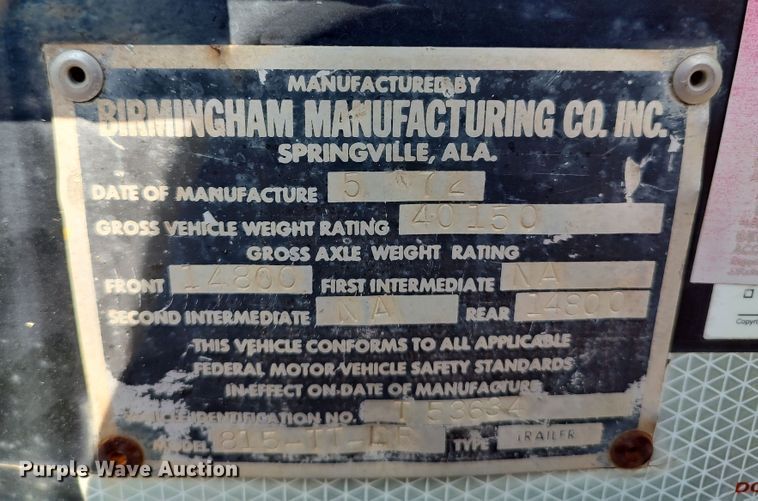 MANUFACTURED BY
BIRMINGHAM MANUFACTURING CO. INC.
SPRINGVILLE, ALA.
DATE OF MANUFACTURE 5 72
GROSS VEHICLE WEIGHT RATING 40150
GROSS AXLE WEIGHT RATING
FRONT 14800 FIRST INTERMEDIATE NA
SECOND INTERMEDIATE NA REAR 14800
THIS VEHICLE CONFORMS TO ALL APPLICABLE
FEDERAL MOTOR VEHICLE SAFETY STANDARDS
IN EFFECT ON DATE OF MANUFACTURE
IDENTIFICATION NO. T 53634
MODEL 815-TT- TYPE TRAILER
Purple Wave Auction